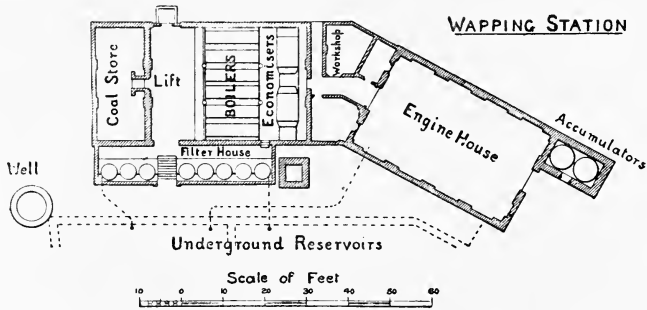 WAPPING STATION
Coal Store
Lift
BOILERS
Economisers
Workshop
Engine House
Accumulators
Filter House
Well
Underground Reservoirs
Scale of Feet
10 0 10 20 30 40 50 60